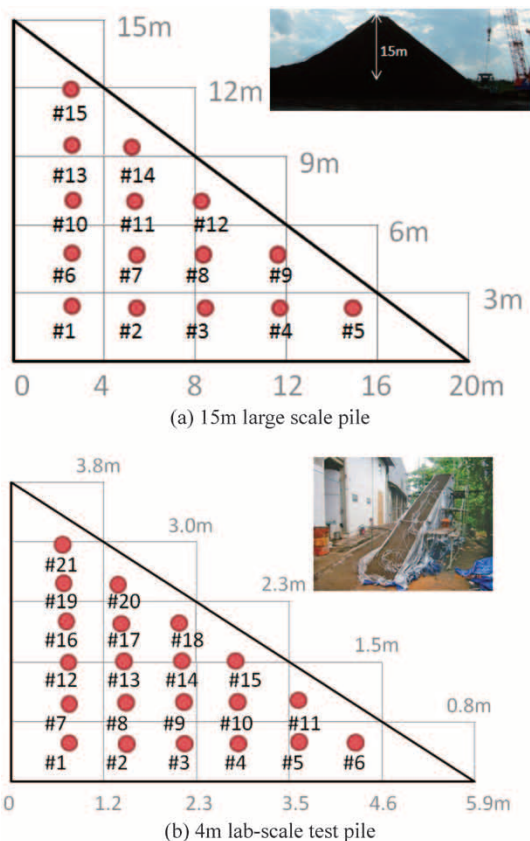 15m
15m
12m
#15
9m
#13 #14
6m
#10 #11 #12
#6 #7 #8 #9
3m
#1 #2 #3 #4 #5
0 4 8 12 16 20m
(a) 15m large scale pile
3.8m
3.0m
#21
2.3m
#19 #20
#16 #17 #18
1.5m
#12 #13 #14 #15
0.8m
#7 #8 #9 #10 #11
#1 #2 #3 #4 #5 #6
0 1.2 2.3 3.5 4.6 5.9m
(b) 4m lab-scale test pile